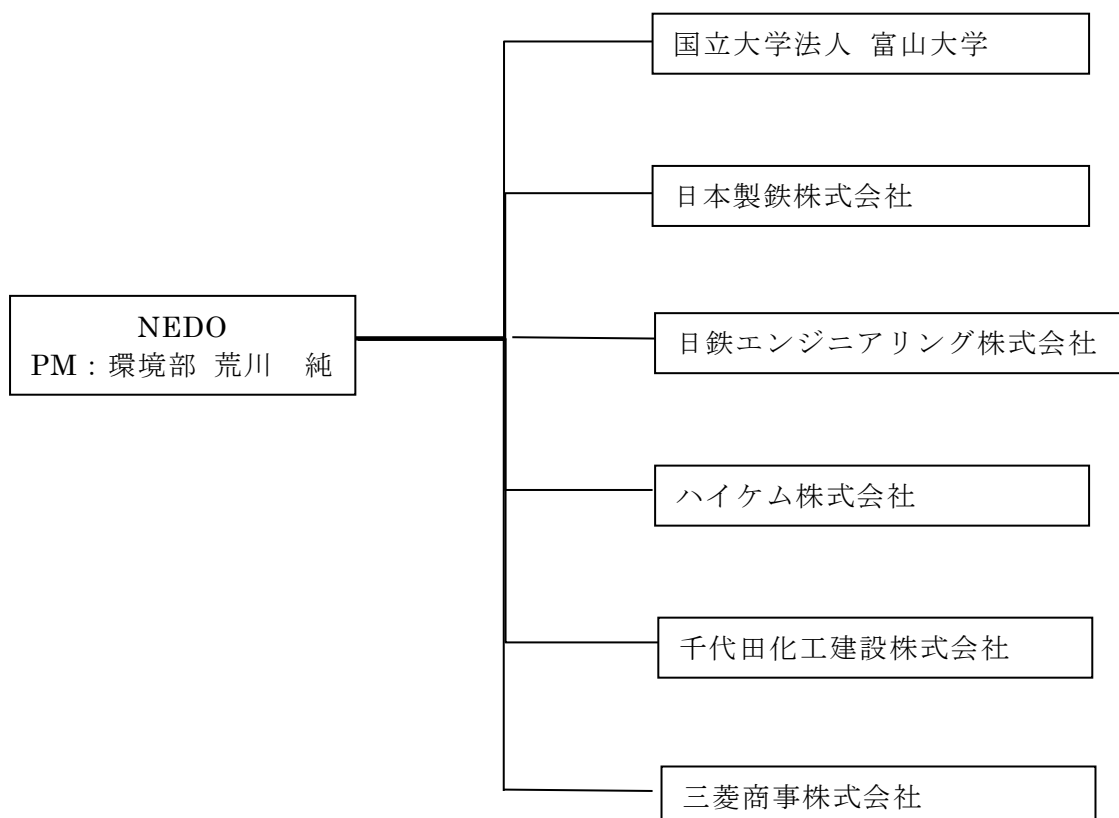 国立大学法人 富山大学
日本製鉄株式会社
NEDO
PM：環境部 荒川　純
日鉄エンジニアリング株式会社
ハイケム株式会社
千代田化工建設株式会社
三菱商事株式会社